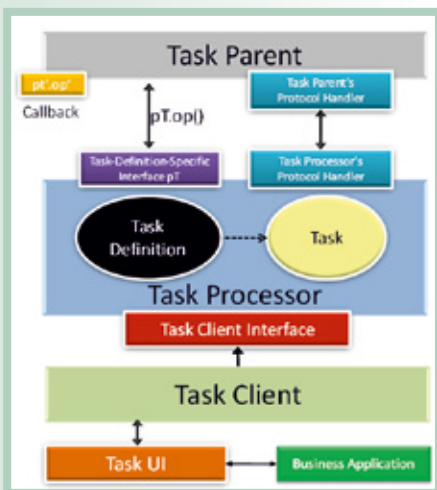 Task Parent
pt'.op'
Callback
pT.op()
Task Parent's
Protocol Handler
Task-Definition-Specific
Interface pT
Task Processor's
Protocol Handler
Task
Definition
Task
Task Processor
Task Client Interface
Task Client
Task UI
Business Application